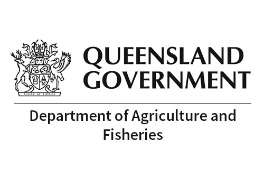 QUEENSLAND
GOVERNMENT
Department of Agriculture and
Fisheries